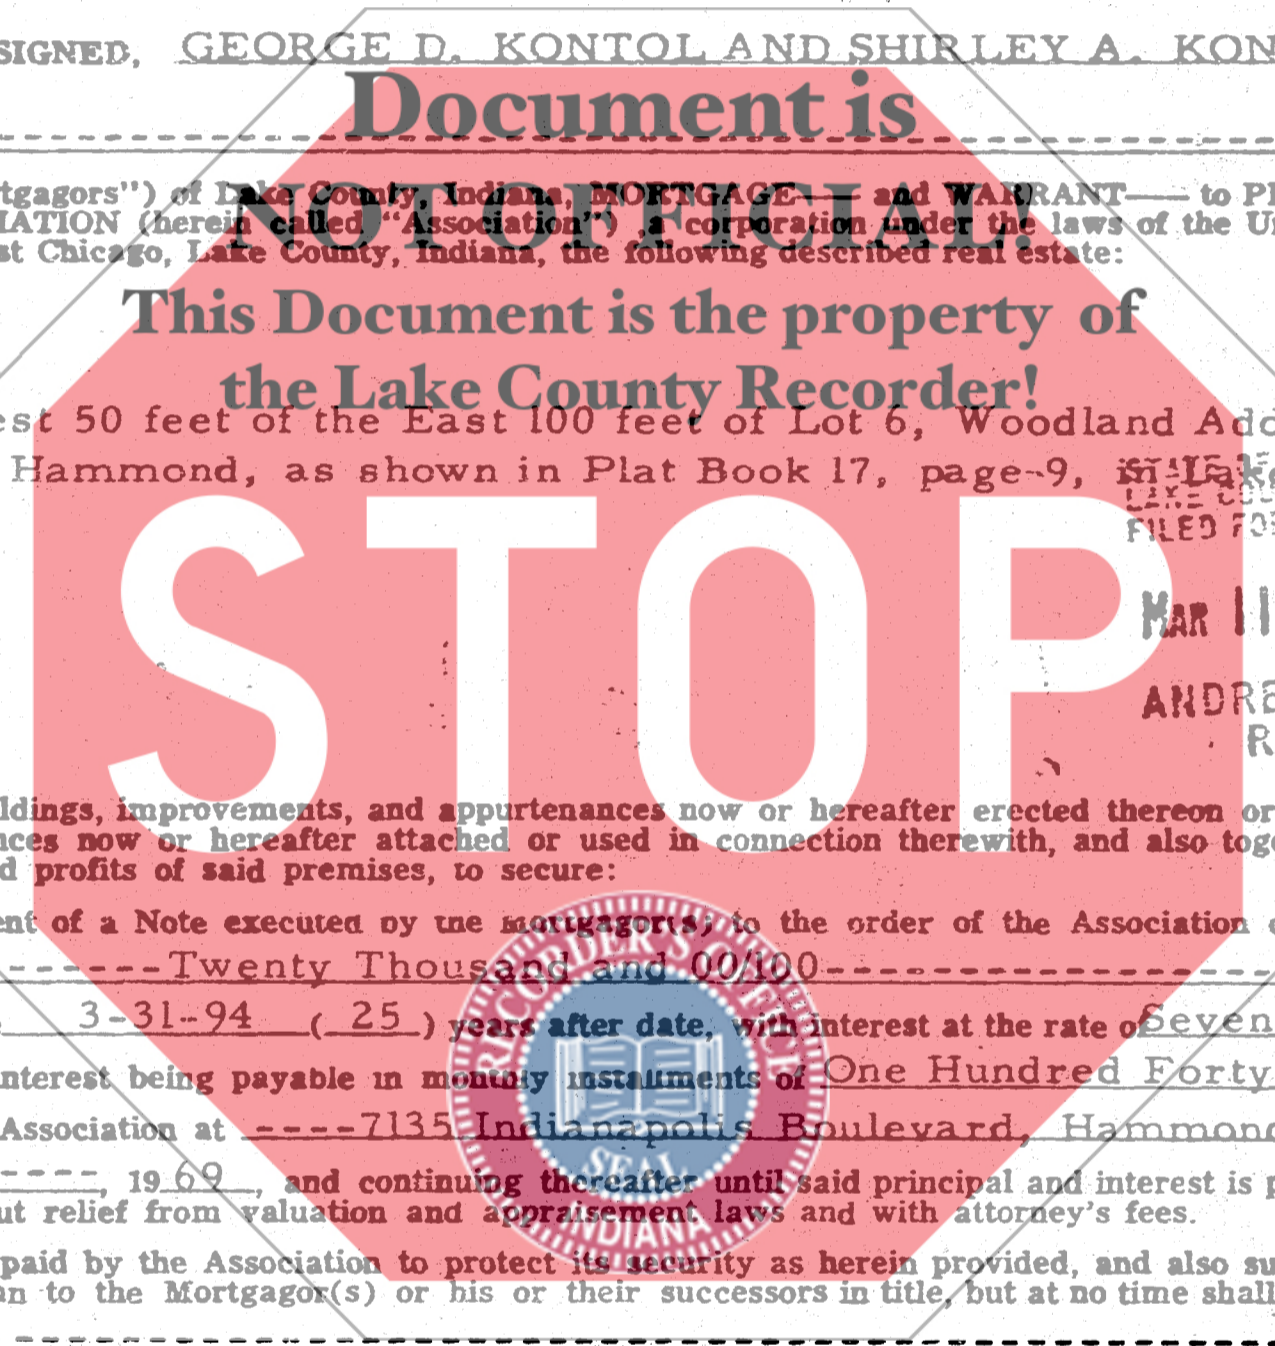 SIGNED, GEORGE D. KONTOL AND SHIRLEY A. KON
Document is
tgagors") of Lake County, Indiana, MORTGAGE— and WARRANT— to
NOT OFFICIAL!
IATION (herein called "Association") a corporation under the laws of the
st Chicago, Lake County, Indiana, the following described real estate:
This Document is the property of
the Lake County Recorder!
est 50 feet of the East 100 feet of Lot 6, Woodland Add
Hammond, as shown in Plat Book 17, page-9, in Lake
FILED FOR
STOP
MAR 11
ANDRE
R
ldings, improvements, and appurtenances now or hereafter erected thereon or
nces now or hereafter attached or used in connection therewith, and also toge
d profits of said premises, to secure:
ent of a Note executed by the mortgagor(s) to the order of the Association
------Twenty Thousand and 00/100------
3-31-94 ( 25 ) years after date, with interest at the rate of Seven
nterest being payable in monthly installments of One Hundred Forty
Association at ----7135 Indianapolis Boulevard, Hammond
----, 19 69, and continuing thereafter until said principal and interest is p
ut relief from valuation and appraisement laws and with attorney's fees.
paid by the Association to protect its security as herein provided, and also su
an to the Mortgagor(s) or his or their successors in title, but at no time shall
RECORDER'S OFFICE
SEAL
INDIANA